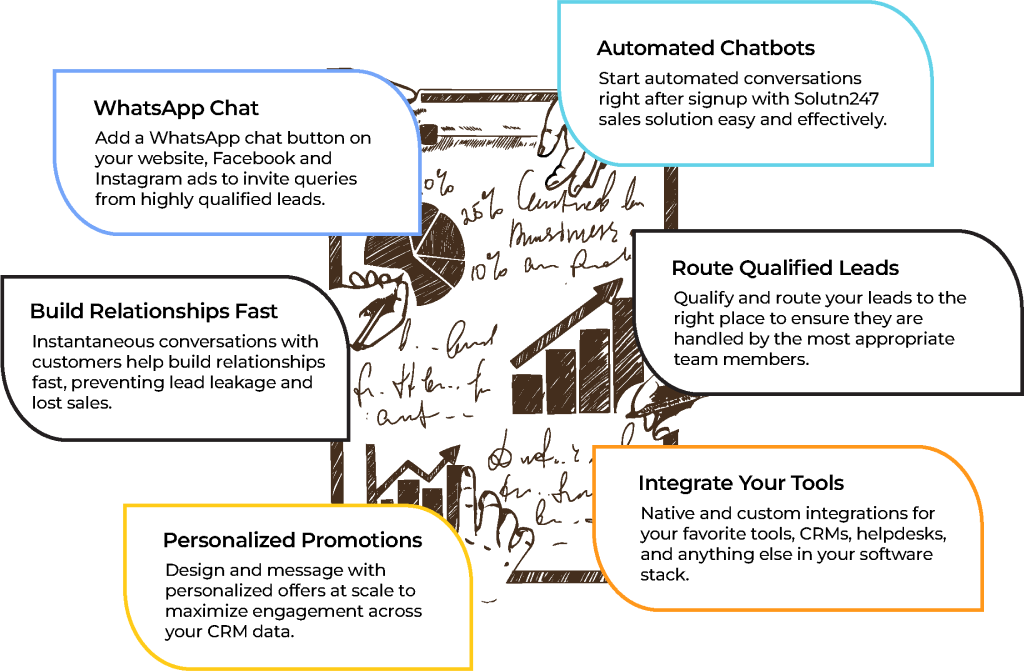 Automated Chatbots
Start automated conversations
right after signup with Solutn247
sales solution easy and effectively.
WhatsApp Chat
Add a WhatsApp chat button on
your website, Facebook and
Instagram ads to invite queries
from highly qualified leads.
25%
10%
Route Qualified Leads
Qualify and route your leads to the
right place to ensure they are
handled by the most appropriate
team members.
Build Relationships Fast
Instantaneous conversations with
customers help build relationships
fast, preventing lead leakage and
lost sales.
Integrate Your Tools
Native and custom integrations for
your favorite tools, CRMs, helpdesks,
and anything else in your software
stack.
Personalized Promotions
Design and message with
personalized offers at scale to
maximize engagement across
your CRM data.